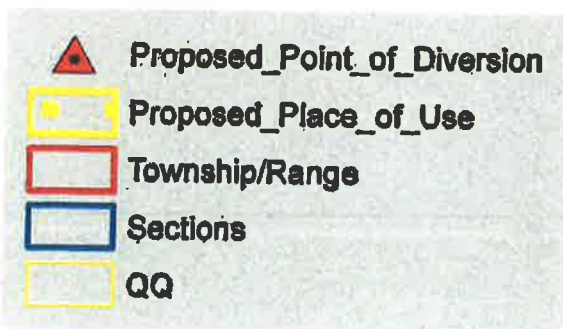 Proposed_Point_of_Diversion
Proposed_Place_of_Use
Township/Range
Sections
QQ